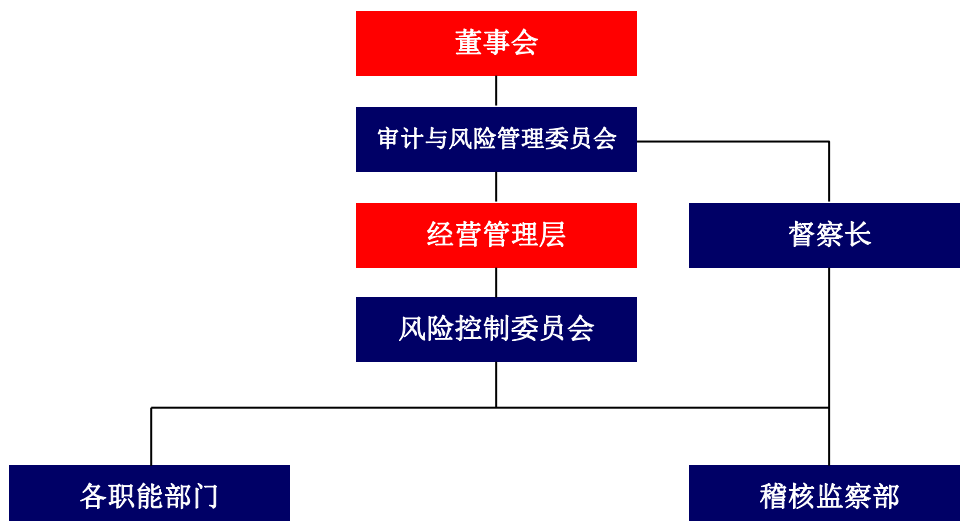 董事会
审计与风险管理委员会
经营管理层
督察长
风险控制委员会
各职能部门
稽核监察部